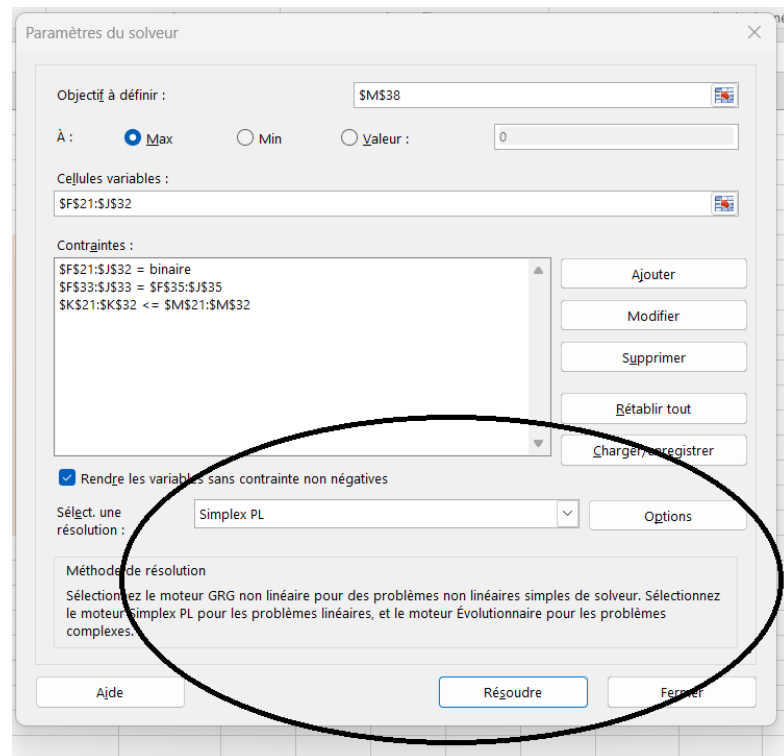 Paramètres du solveur
Objectif à définir :
$M$38
À :
Max
Min
Valeur :
0
Cellules variables :
$F$21:$J$32
Contraintes :
$F$21:$J$32 = binaire
$F$33:$J$33 = $F$35:$J$35
$K$21:$K$32 <= $M$21:$M$32
Ajouter
Modifier
Supprimer
Rétablir tout
Charger/enregistrer
Rendre les variables sans contrainte non négatives
Sélect. une
résolution :
Simplex PL
Options
Méthode de résolution
Sélectionnez le moteur GRG non linéaire pour des problèmes non linéaires simples de solveur. Sélectionnez
le moteur Simplex PL pour les problèmes linéaires, et le moteur Évolutionnaire pour les problèmes
complexes.
Aide
Résoudre
Fermer